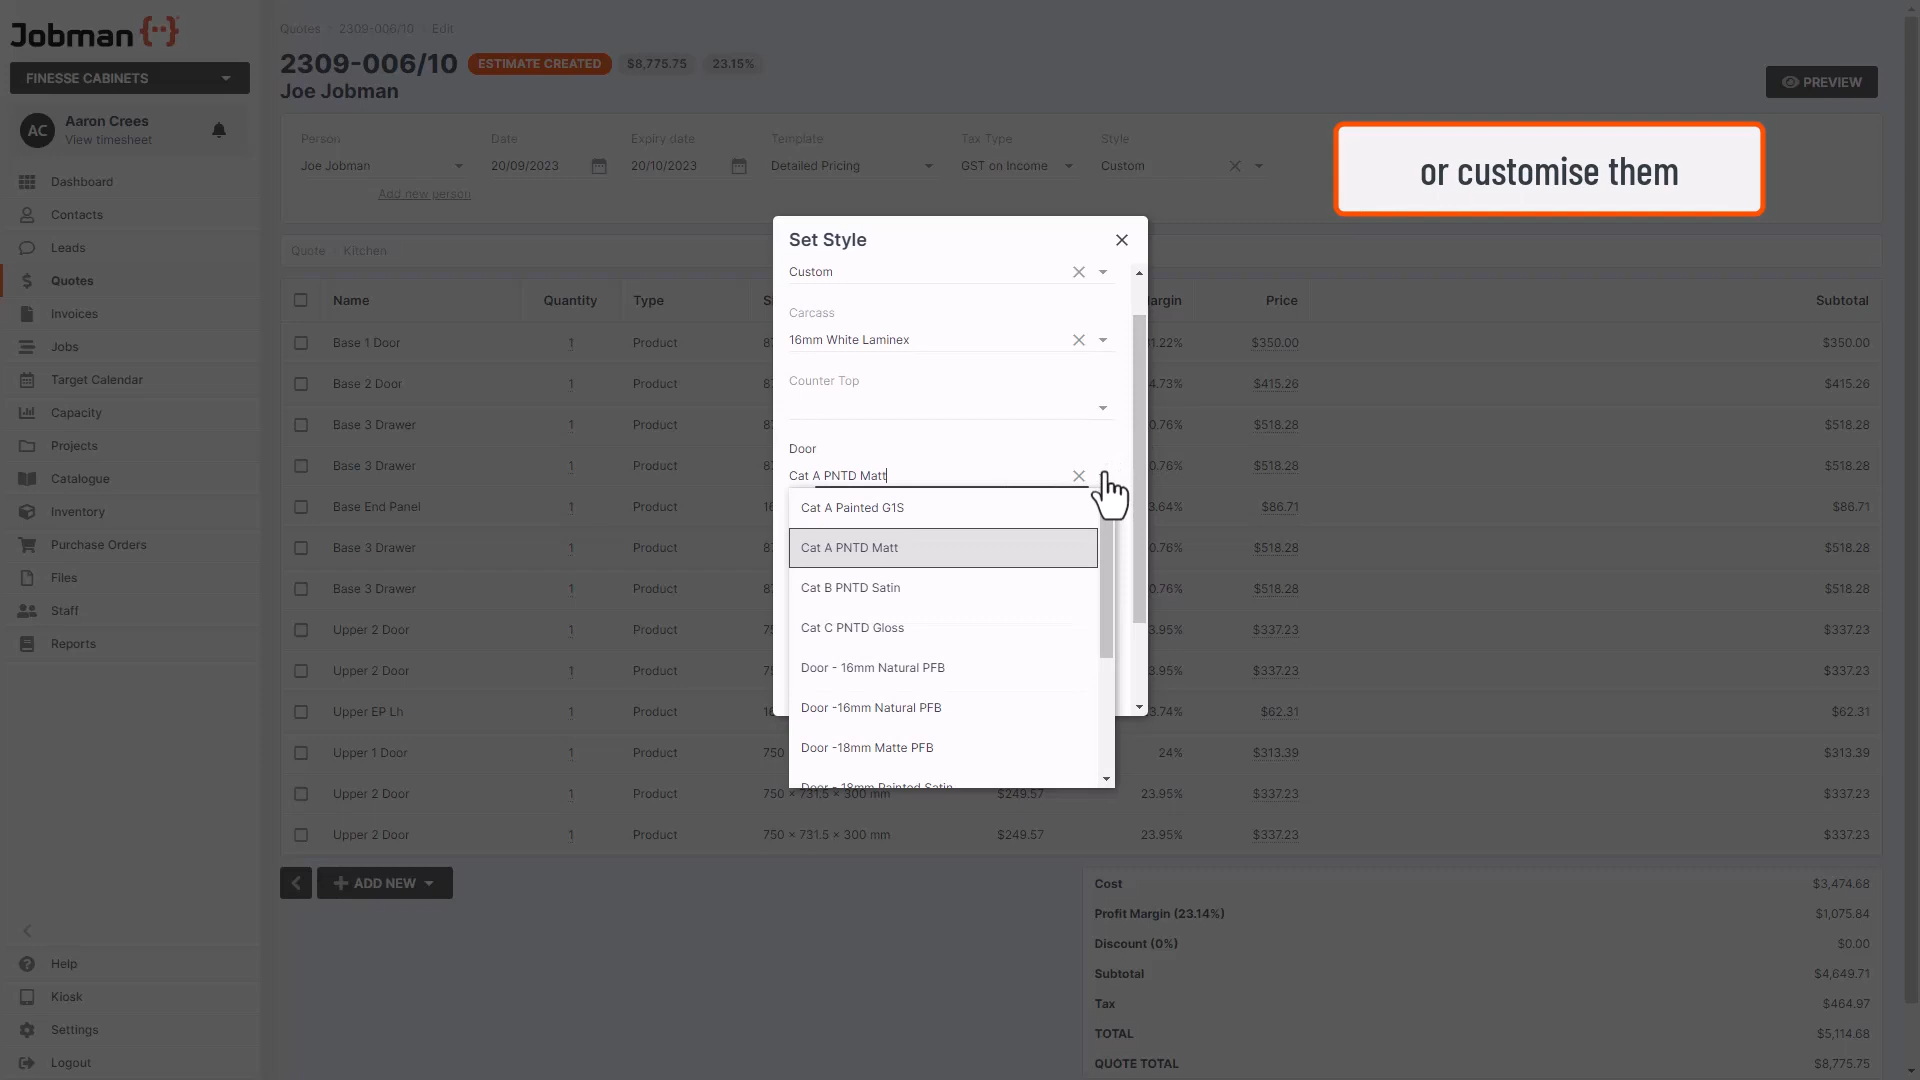 Jobman
FINESSE CABINETS
AC
Aaron Crees
View timesheet
Dashboard
Contacts
Leads
Quotes
Invoices
Jobs
Target Calendar
Capacity
Projects
Catalogue
Inventory
Purchase Orders
Files
Staff
Reports
Help
Kiosk
Settings
Logout
Quotes 2309-006/10 Edit
2309-006/10 ESTIMATE CREATED $8,775.75 23.15%
Joe Jobman
PREVIEW
Person Date Expiry date Template Tax Type Style
Joe Jobman 20/09/2023 20/10/2023 Detailed Pricing GST on Income Custom
Add new person
or customise them
Quote Kitchen
Name Quantity Type Price Subtotal
Base 1 Door 1 Product $350.00 $350.00
Base 2 Door 1 Product $415.26 $415.26
Base 3 Drawer 1 Product $518.28 $518.28
Base 3 Drawer 1 Product $518.28 $518.28
Base End Panel 1 Product $86.71 $86.71
Base 3 Drawer 1 Product $518.28 $518.28
Base 3 Drawer 1 Product $518.28 $518.28
Upper 2 Door 1 Product $337.23 $337.23
Upper 2 Door 1 Product $337.23 $337.23
Upper EP Lh 1 Product $62.31 $62.31
Upper 1 Door 1 Product 750 24% $313.39 $313.39
Upper 2 Door 1 Product 750 × 731.5 × 300 mm $249.57 23.95% $337.23 $337.23
Upper 2 Door 1 Product 750 × 731.5 × 300 mm $249.57 23.95% $337.23 $337.23
Set Style
Custom
Carcass
16mm White Laminex
Counter Top
Door
Cat A PNTD Matt
Cat A Painted G1S
Cat A PNTD Matt
Cat B PNTD Satin
Cat C PNTD Gloss
Door - 16mm Natural PFB
Door -16mm Natural PFB
Door -18mm Matte PFB
Door - 18mm Painted Satin
ADD NEW
Cost $3,474.68
Profit Margin (23.14%) $1,075.84
Discount (0%) $0.00
Subtotal $4,649.71
Tax $464.97
TOTAL $5,114.68
QUOTE TOTAL $8,775.75